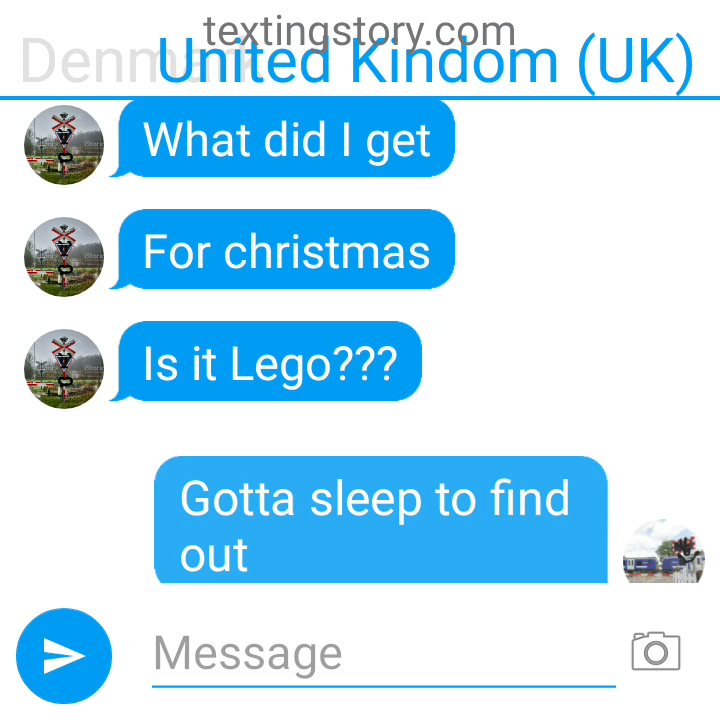 textingstory.com
Denmark
United Kindom (UK)
What did I get
For christmas
Is it Lego???
Gotta sleep to find
out
Message